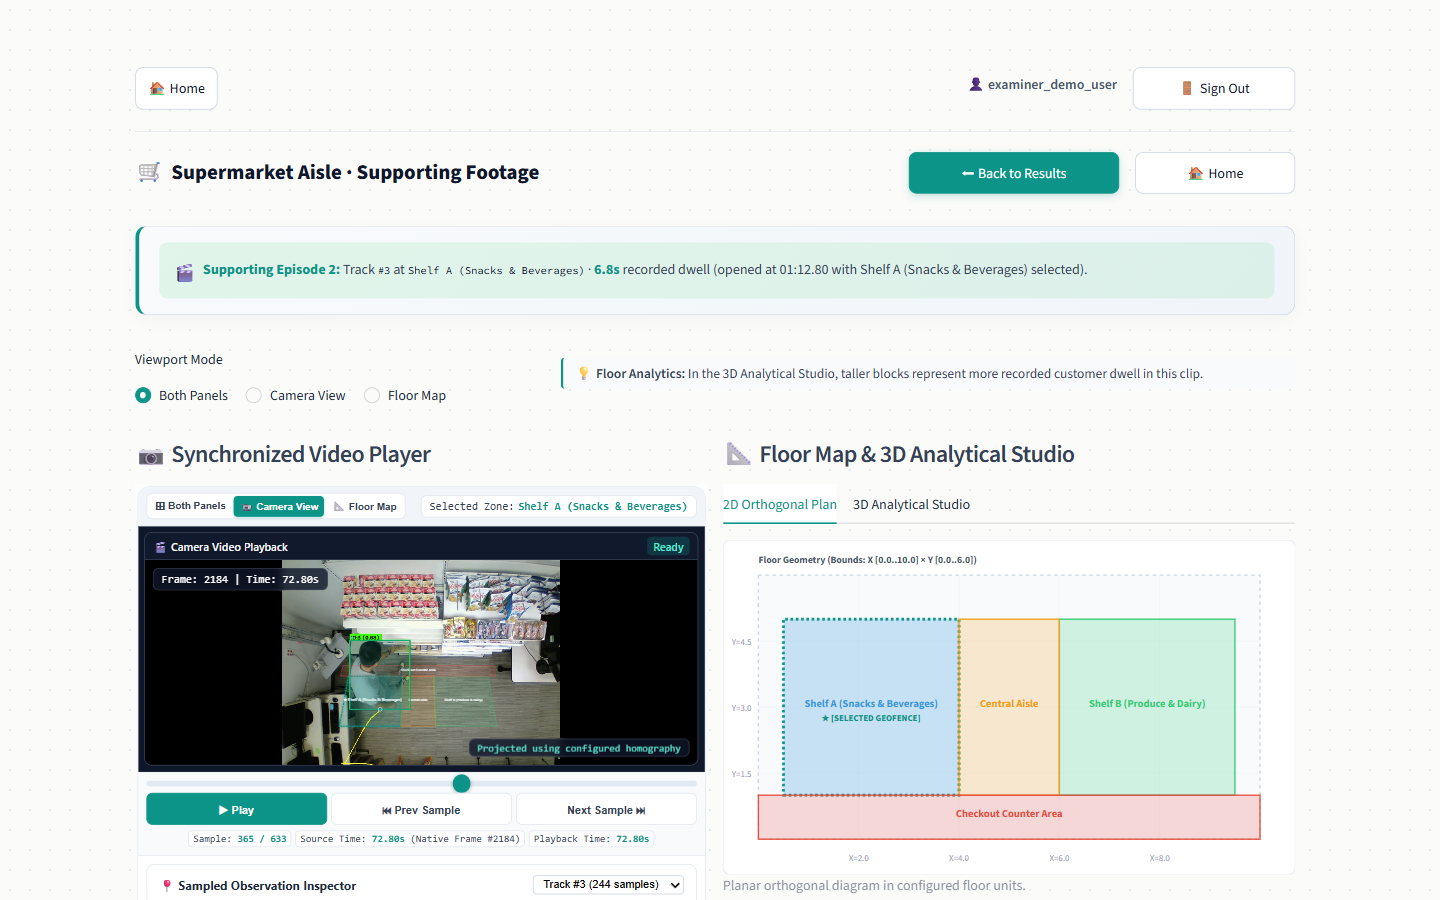 Home
examiner_demo_user
Sign Out
Supermarket Aisle · Supporting Footage
Back to Results
Home
Supporting Episode 2: Track #3 at Shelf A (Snacks & Beverages) · 6.8s recorded dwell (opened at 01:12.80 with Shelf A (Snacks & Beverages) selected).
Viewport Mode
Both Panels
Camera View
Floor Map
Floor Analytics: In the 3D Analytical Studio, taller blocks represent more recorded customer dwell in this clip.
Synchronized Video Player
Both Panels
Camera View
Floor Map
Selected Zone: Shelf A (Snacks & Beverages)
Camera Video Playback
Ready
Frame: 2184 | Time: 72.80s
Projected using configured homography
Play
Prev Sample
Next Sample
Sample: 365 / 633
Source Time: 72.80s (Native Frame #2184)
Playback Time: 72.80s
Sampled Observation Inspector
Track #3 (244 samples)
Floor Map & 3D Analytical Studio
2D Orthogonal Plan
3D Analytical Studio
Floor Geometry (Bounds: X [0.0..10.0] × Y [0.0..6.0])
Y=4.5
Y=3.0
Y=1.5
Shelf A (Snacks & Beverages)
★ [SELECTED GEOFENCE]
Central Aisle
Shelf B (Produce & Dairy)
Checkout Counter Area
X=2.0
X=4.0
X=6.0
X=8.0
Planar orthogonal diagram in configured floor units.